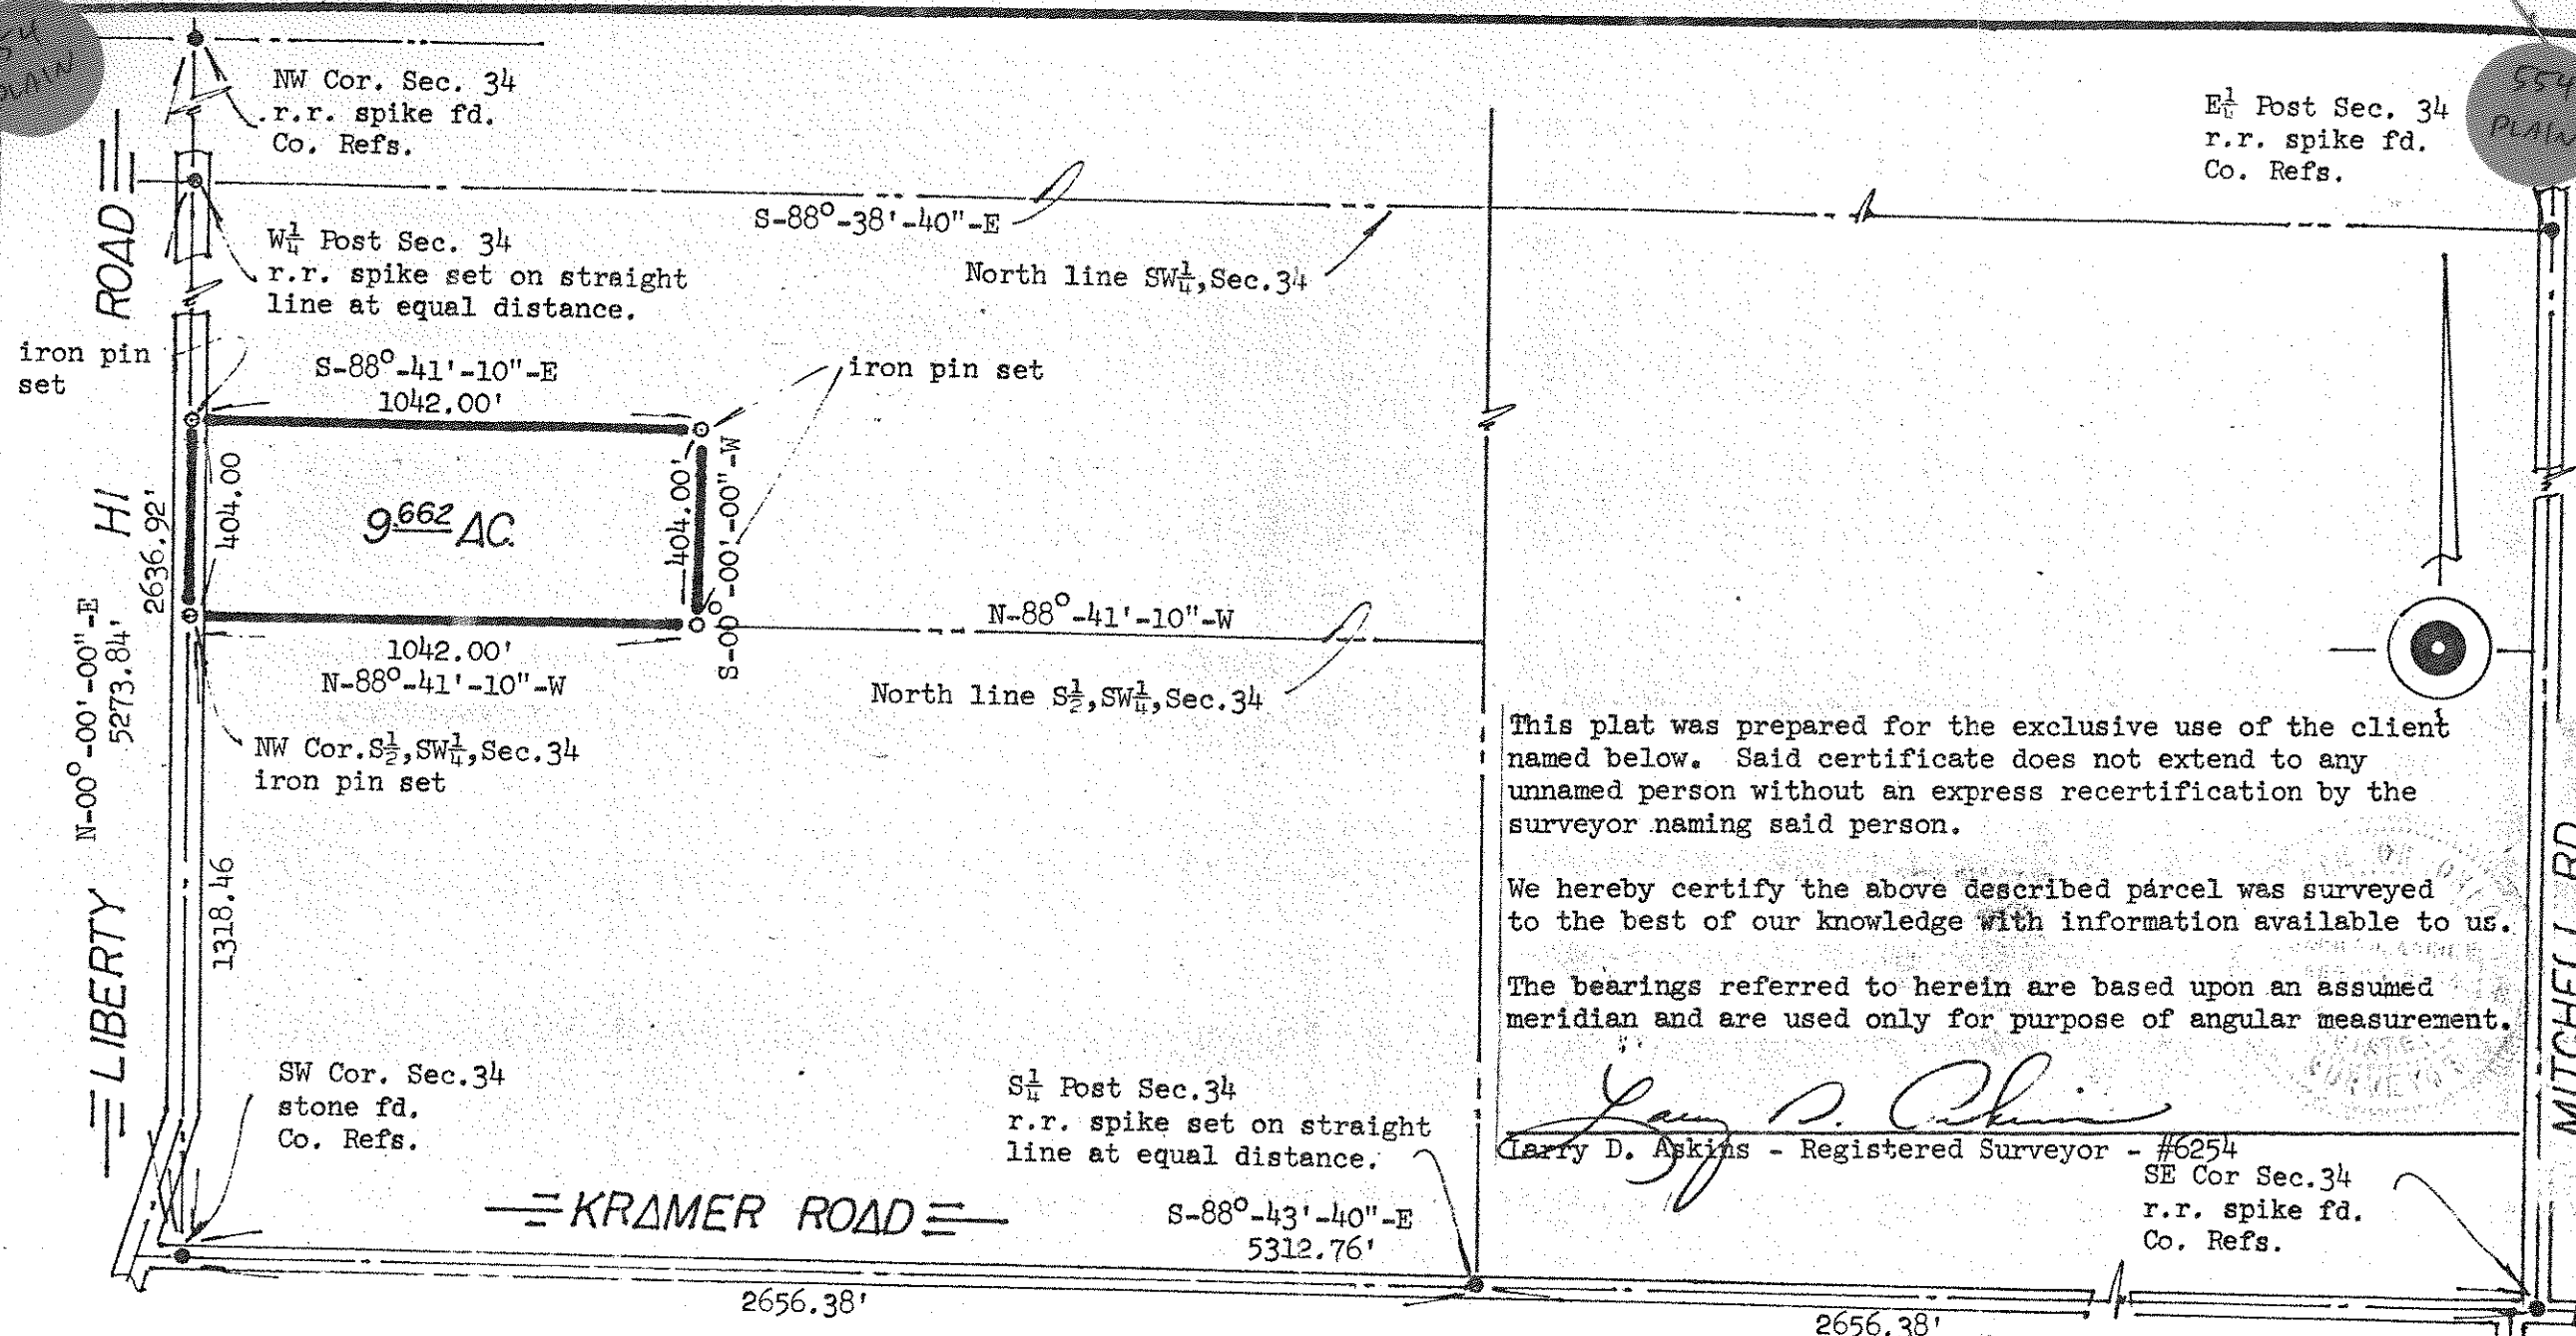 54
PLAIN
554
PLAIN
NW Cor. Sec. 34
r.r. spike fd.
Co. Refs.
E¼ Post Sec. 34
r.r. spike fd.
Co. Refs.
W¼ Post Sec. 34
r.r. spike set on straight
line at equal distance.
S-88°-38'-40"-E
North line SW¼,Sec.34
iron pin
set
S-88°-41'-10"-E
1042.00'
iron pin set
404.00
9.662 AC.
404.00'
S-00°-00'-00"-W
1042.00'
N-88°-41'-10"-W
N-88°-41'-10"-W
North line S½,SW¼,Sec.34
NW Cor.S½,SW¼,Sec.34
iron pin set
LIBERTY HI ROAD
N-00°-00'-00"-E
5273.84'
2636.92'
1318.46
This plat was prepared for the exclusive use of the client
named below. Said certificate does not extend to any
unnamed person without an express recertification by the
surveyor naming said person.
We hereby certify the above described parcel was surveyed
to the best of our knowledge with information available to us.
The bearings referred to herein are based upon an assumed
meridian and are used only for purpose of angular measurement.
Larry D. Askins
Larry D. Askins - Registered Surveyor - #6254
SW Cor. Sec.34
stone fd.
Co. Refs.
S¼ Post Sec.34
r.r. spike set on straight
line at equal distance.
SE Cor Sec.34
r.r. spike fd.
Co. Refs.
KRAMER ROAD
S-88°-43'-40"-E
5312.76'
2656.38'
2656.38'
MITCHELL RD